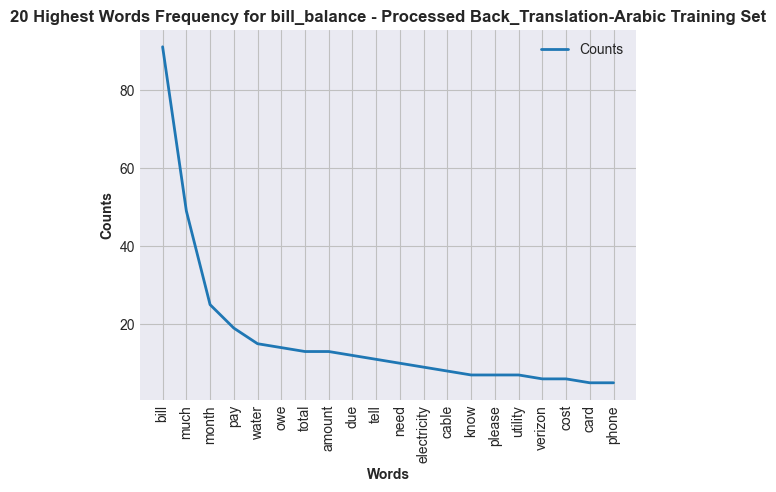 20 Highest Words Frequency for bill_balance - Processed Back_Translation-Arabic Training Set
Counts
80
60
40
20
Counts
bill
much
month
pay
water
owe
total
amount
due
tell
need
electricity
cable
know
please
utility
verizon
cost
card
phone
Words